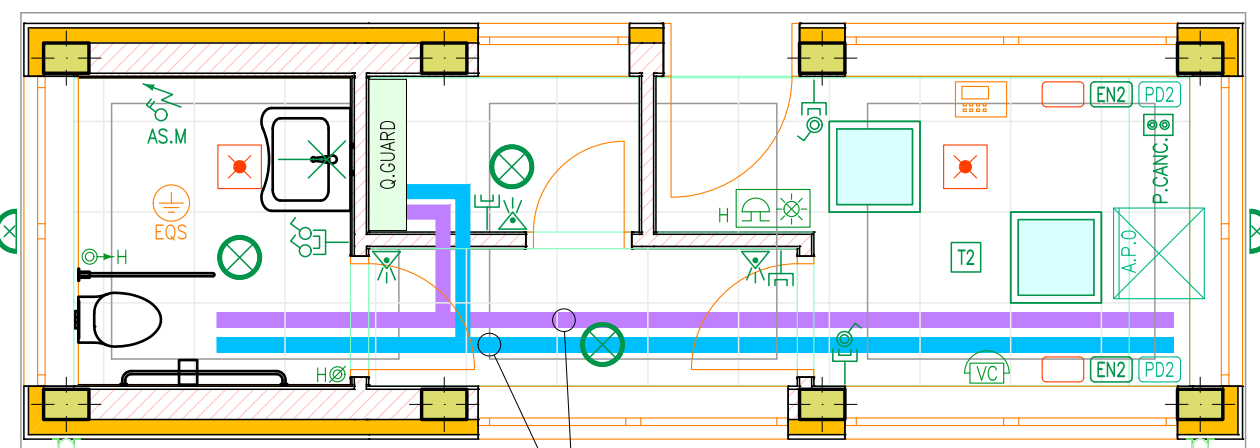 EN2
PD2
AS.M
Q.GUARD
P.CANC.
H
EQS
H
T2
A.P.O
H
VC
EN2
PD2